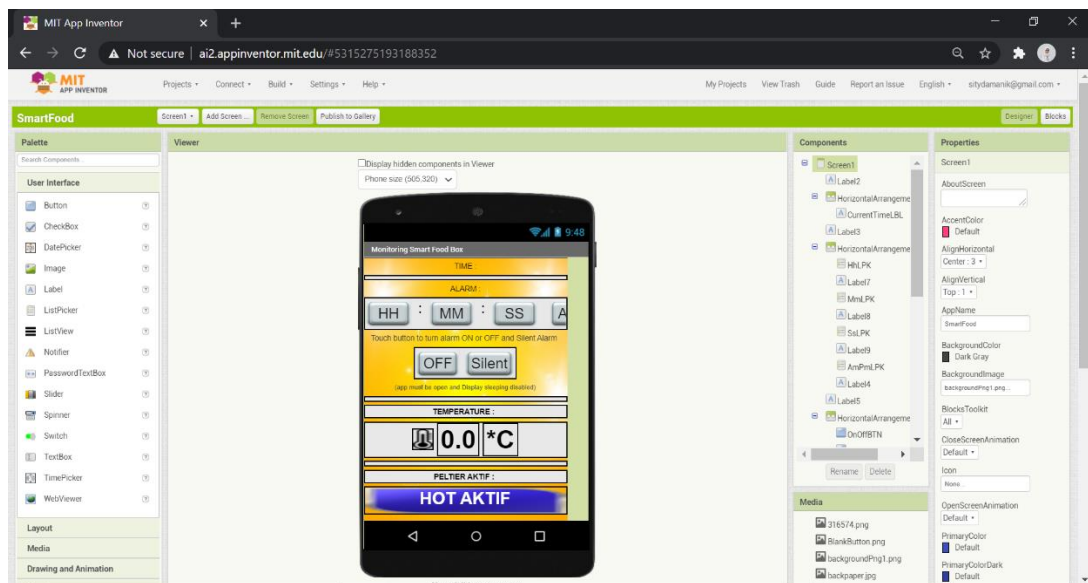 MIT App Inventor
Not secure | ai2.appinventor.mit.edu/#5315275193188352
MIT
APP INVENTOR
Projects
Connect
Build
Settings
Help
My Projects
View Trash
Guide
Report an Issue
English
sitydamanik@gmail.com
SmartFood
Screen1
Add Screen ...
Remove Screen
Publish to Gallery
Designer
Blocks
Palette
Search Components...
User Interface
Button
CheckBox
DatePicker
Image
Label
ListPicker
ListView
Notifier
PasswordTextBox
Slider
Spinner
Switch
TextBox
TimePicker
WebViewer
Layout
Media
Drawing and Animation
Viewer
Display hidden components in Viewer
Phone size (505,320)
9:48
Monitoring Smart Food Box
TIME
ALARM :
HH : MM : SS A
Touch button to turn alarm ON or OFF and Silent Alarm
OFF Silent
(app must be open and Display sleeping disabled)
TEMPERATURE :
0.0 *C
PELTIER AKTIF :
HOT AKTIF
Components
Screen1
Label2
HorizontalArrangeme
CurrentTimeLBL
Label3
HorizontalArrangeme
HhLPK
Label7
MmLPK
Label8
SsLPK
Label9
AmPmLPK
Label4
Label5
HorizontalArrangeme
OnOffBTN
Rename
Delete
Media
316574.png
BlankButton.png
backgroundPng1.png
backpaper.jpg
Properties
Screen1
AboutScreen
AccentColor
Default
AlignHorizontal
Center : 3
AlignVertical
Top : 1
AppName
SmartFood
BackgroundColor
Dark Gray
BackgroundImage
backgroundPng1.png...
BlocksToolkit
All
CloseScreenAnimation
Default
Icon
None...
OpenScreenAnimation
Default
PrimaryColor
Default
PrimaryColorDark
Default